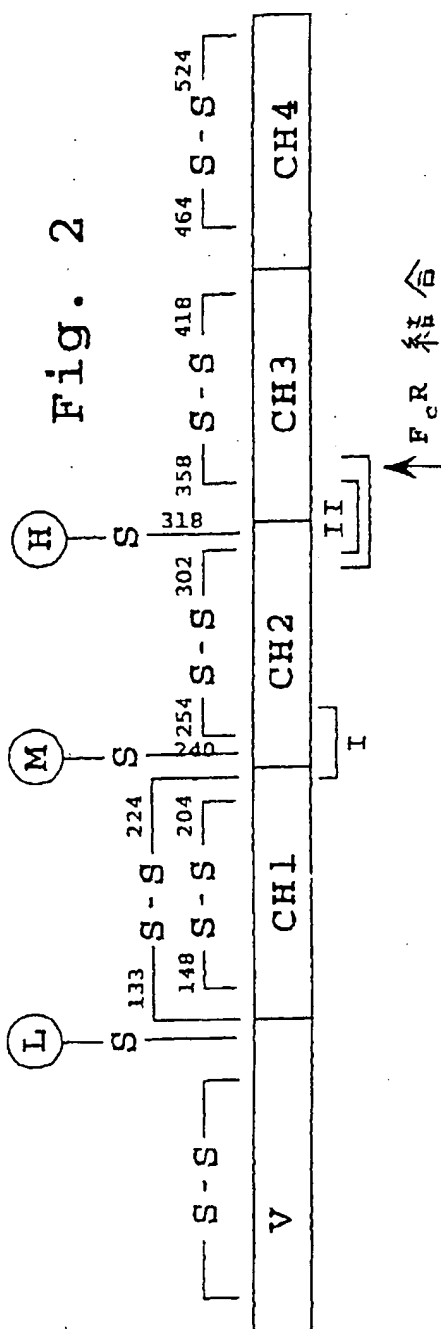 Fig. 2
L
M
H
S
S
S
S - S
133
S - S
224
148
S - S
204
240
254
S - S
302
318
358
S - S
418
464
S - S
524
V
CH1
CH2
CH3
CH4
I
II
FcR 結合